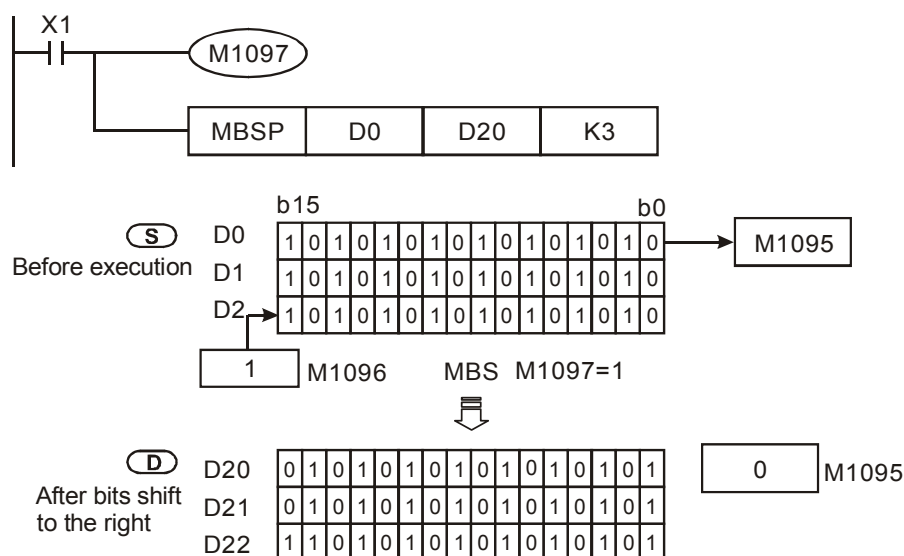 X1
M1097
MBSP D0 D20 K3
b15 b0
S D0 1 0 1 0 1 0 1 0 1 0 1 0 1 0 1 0 M1095
Before execution
D1 1 0 1 0 1 0 1 0 1 0 1 0 1 0 1 0
D2 1 0 1 0 1 0 1 0 1 0 1 0 1 0 1 0
1 M1096 MBS M1097=1
D D20 0 1 0 1 0 1 0 1 0 1 0 1 0 1 0 1 0 M1095
After bits shift
to the right
D21 0 1 0 1 0 1 0 1 0 1 0 1 0 1 0 1
D22 1 1 0 1 0 1 0 1 0 1 0 1 0 1 0 1